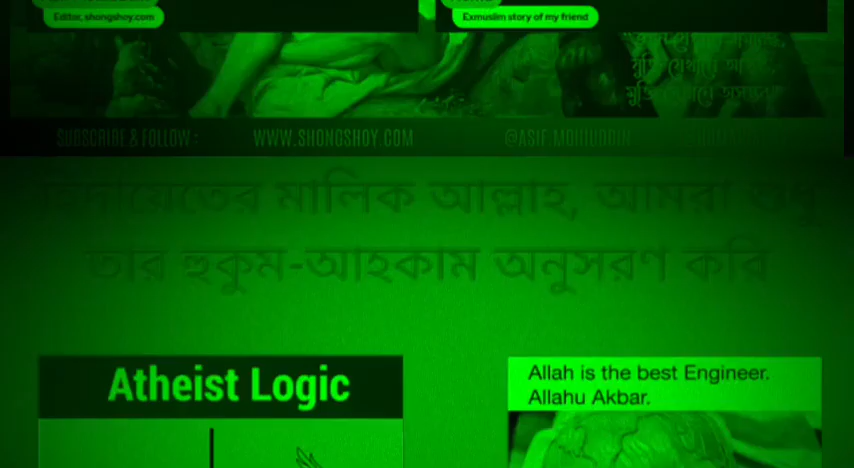 Editor, shongshoy.com
Exmuslim story of my friend
যুক্তি যেখানে
মুক্তি
SUBSCRIBE & FOLLOW :
WWW.SHONGSHOY.COM
@ASIF MOHIUDDIN
মালিক আল্লাহ, আমরা শুধু
তার হুকুম-আহকাম অনুসরণ করি
Atheist Logic
Allah is the best Engineer.
Allahu Akbar.